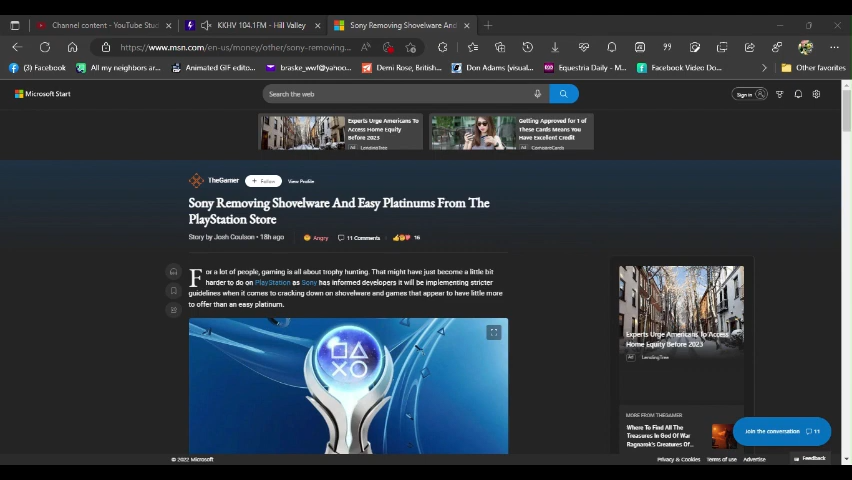 Channel content - YouTube Stud
KKHV 104.1FM - Hill Valley
Sony Removing Shovelware And
https://www.msn.com/en-us/money/other/sony-removing...
(3) Facebook
All my neighbors ar...
Animated GIF editо...
braske_wwf@yahoo...
Demi Rose, British...
Don Adams (visual...
Equestria Daily - M...
Facebook Video Do...
Other favorites
Microsoft Start
Search the web
Sign in
Experts Urge Americans To
Access Home Equity
Before 2023
Ad LendingTree
Getting Approved for 1 of
These Cards Means You
Have Excellent Credit
Ad CompareCards
TheGamer
+ Follow
View Profile
Sony Removing Shovelware And Easy Platinums From The
PlayStation Store
Story by Josh Coulson • 18h ago
Angry
11 Comments
16
For a lot of people, gaming is all about trophy hunting. That might have just become a little bit
harder to do on PlayStation as Sony has informed developers it will be implementing stricter
guidelines when it comes to cracking down on shovelware and games that appear to have little more
to offer than an easy platinum.
Experts Urge Americans To Access
Home Equity Before 2023
Ad LendingTree
MORE FROM THEGAMER
Where To Find All The
Treasures In God Of War
Ragnarok's Creatures Of...
Join the conversation 11
© 2022 Microsoft
Privacy & Cookies
Terms of use
Advertise
Feedback